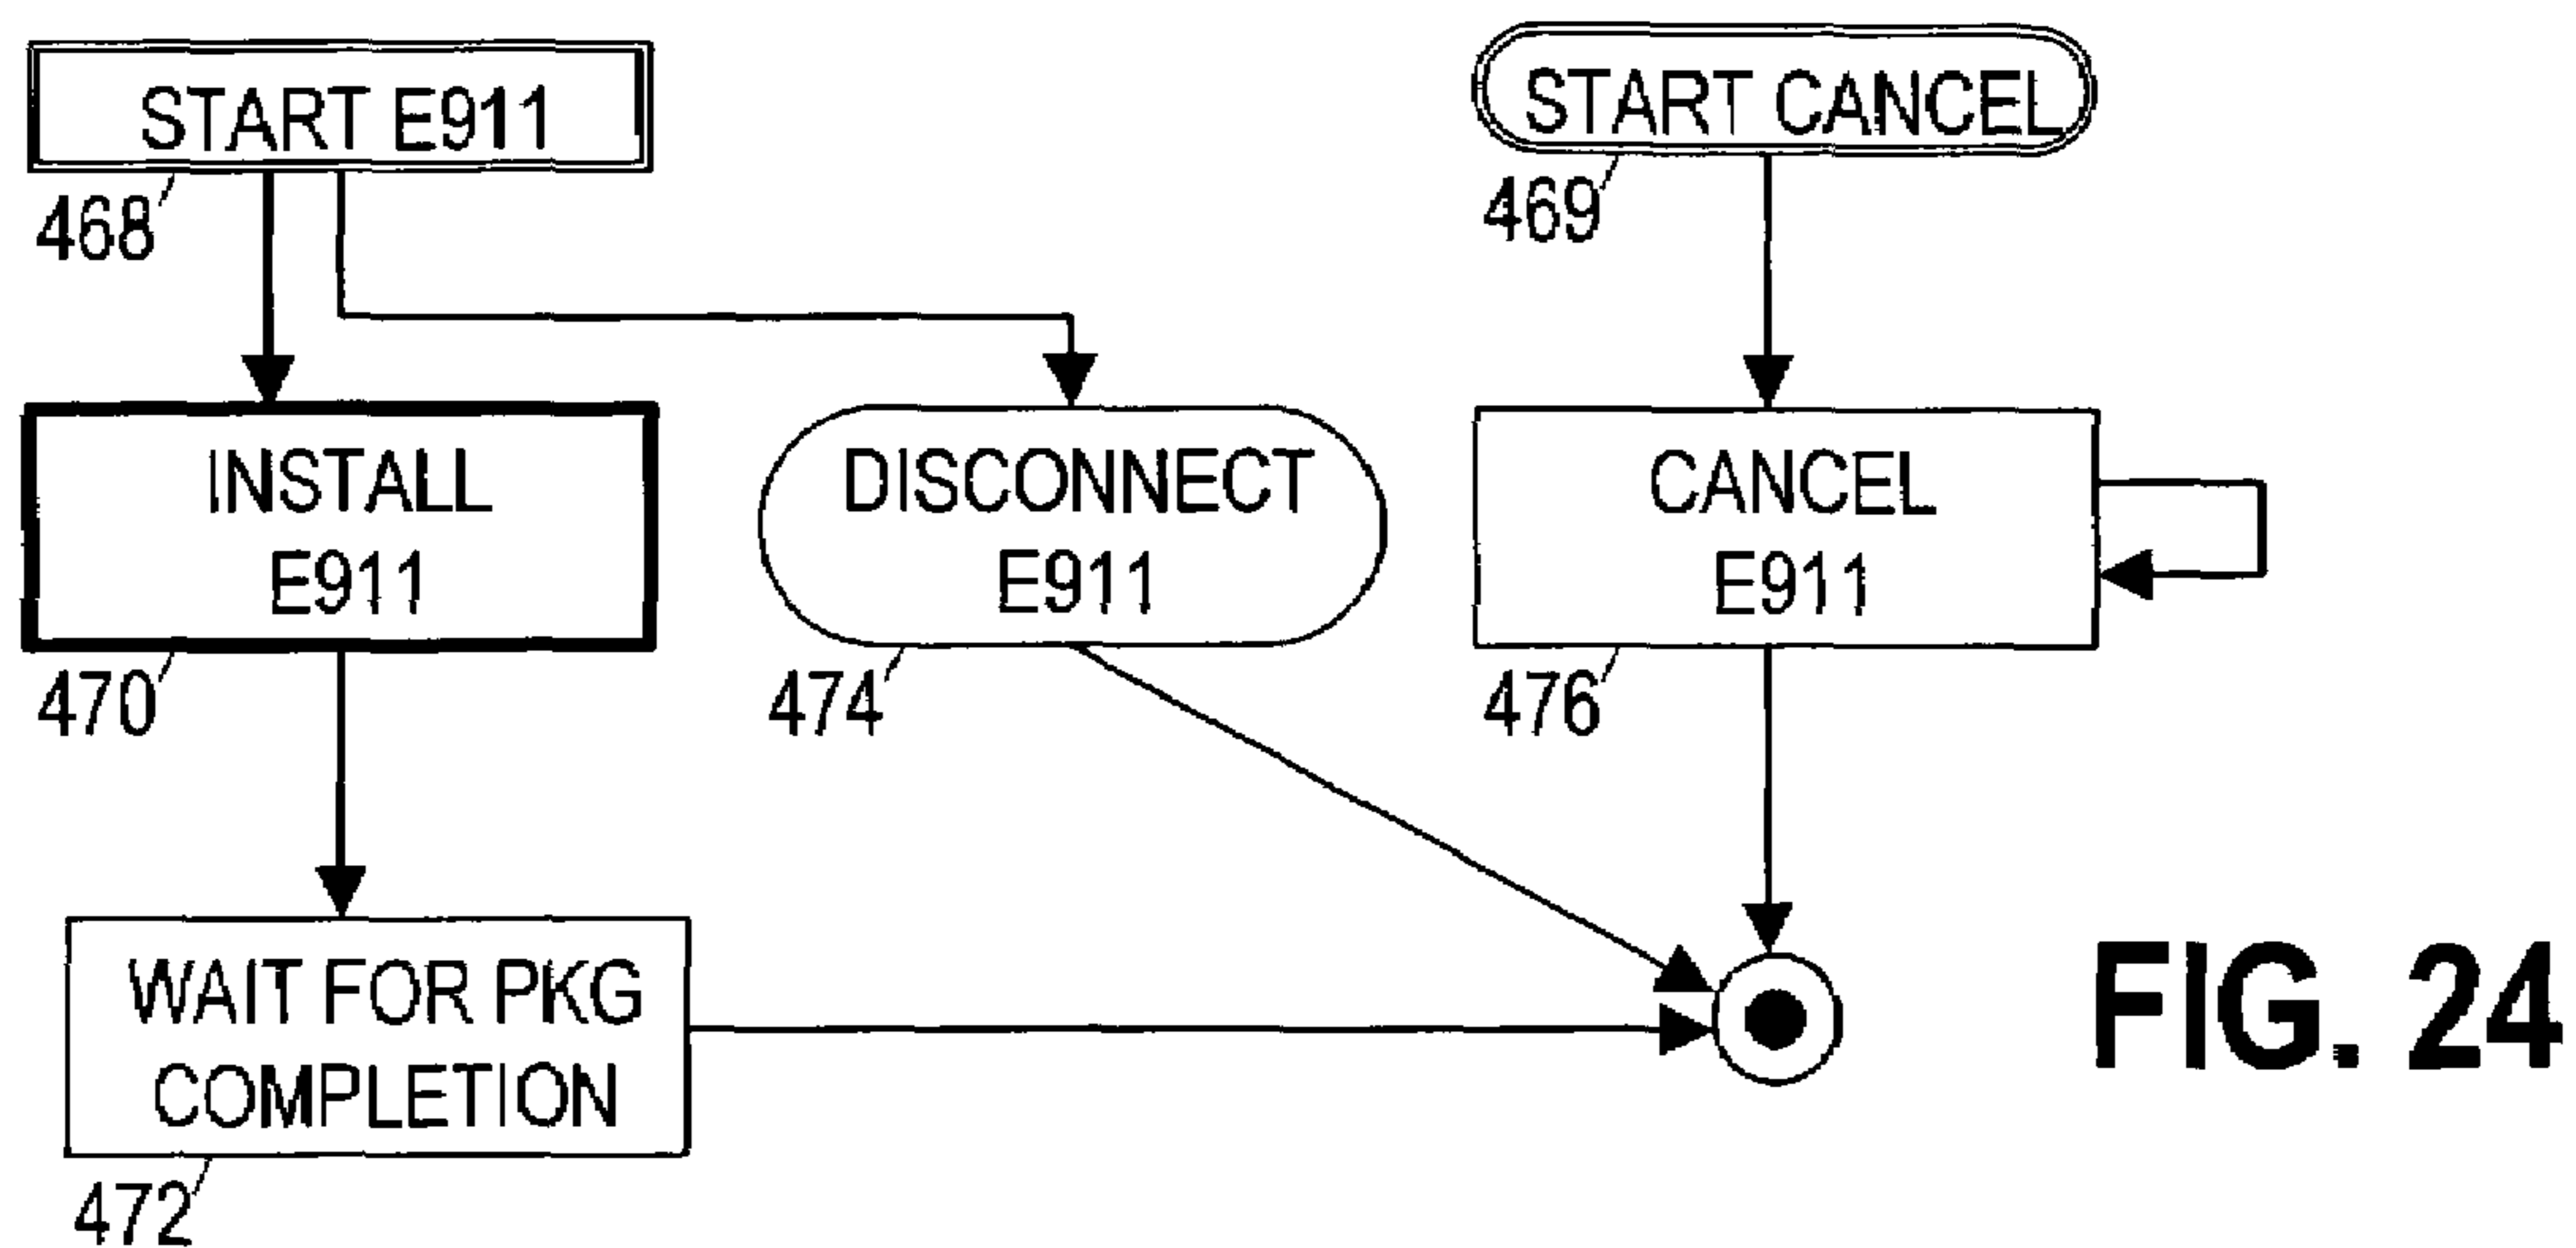 START E911
468
START CANCEL
469
INSTALL
E911
470
DISCONNECT
E911
474
CANCEL
E911
476
WAIT FOR PKG
COMPLETION
472
FIG. 24